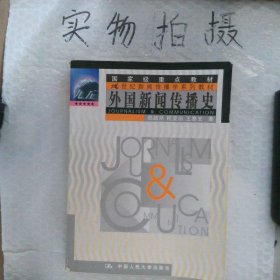 实物拍摄
国家级重点教材
21世纪新闻传播学系列教材
外国新闻传播史
JOURNALISM & COMMUNICATION
JOURNALISM
&
COMMUNICATION
中国人民大学出版社